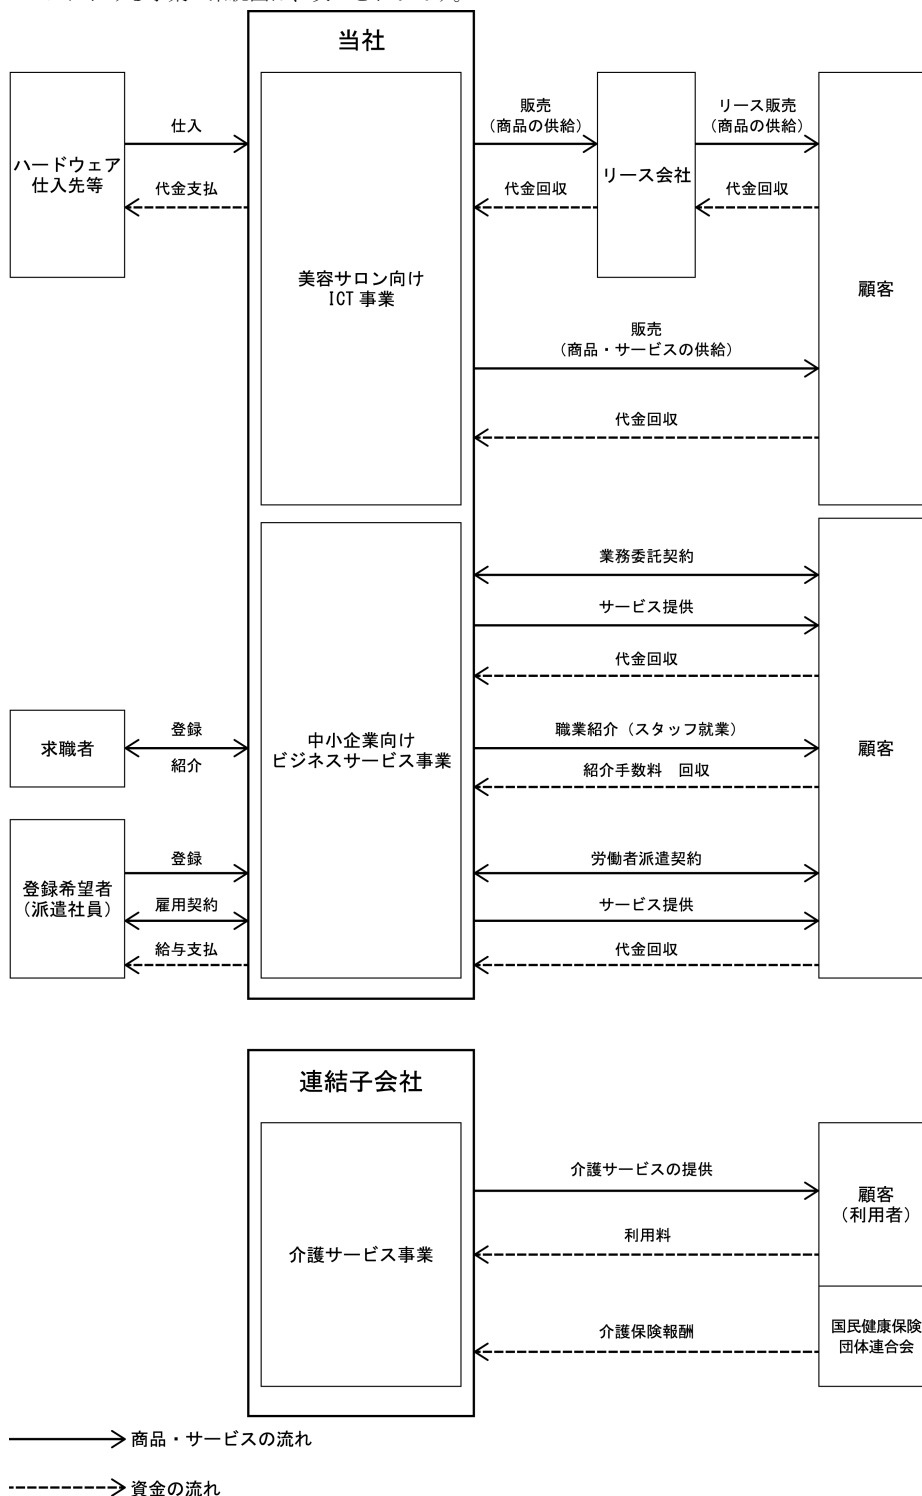 当社
ハードウェア
仕入先等
仕入
代金支払
美容サロン向け
ICT事業
販売
(商品の供給)
代金回収
リース会社
リース販売
(商品の供給)
代金回収
顧客
販売
(商品・サービスの供給)
代金回収
中小企業向け
ビジネスサービス事業
業務委託契約
サービス提供
代金回収
求職者
登録
紹介
職業紹介(スタッフ就業)
紹介手数料 回収
顧客
登録希望者
(派遣社員)
登録
雇用契約
給与支払
労働者派遣契約
サービス提供
代金回収
連結子会社
介護サービス事業
介護サービスの提供
利用料
顧客
(利用者)
介護保険報酬
国民健康保険
団体連合会
商品・サービスの流れ
資金の流れ